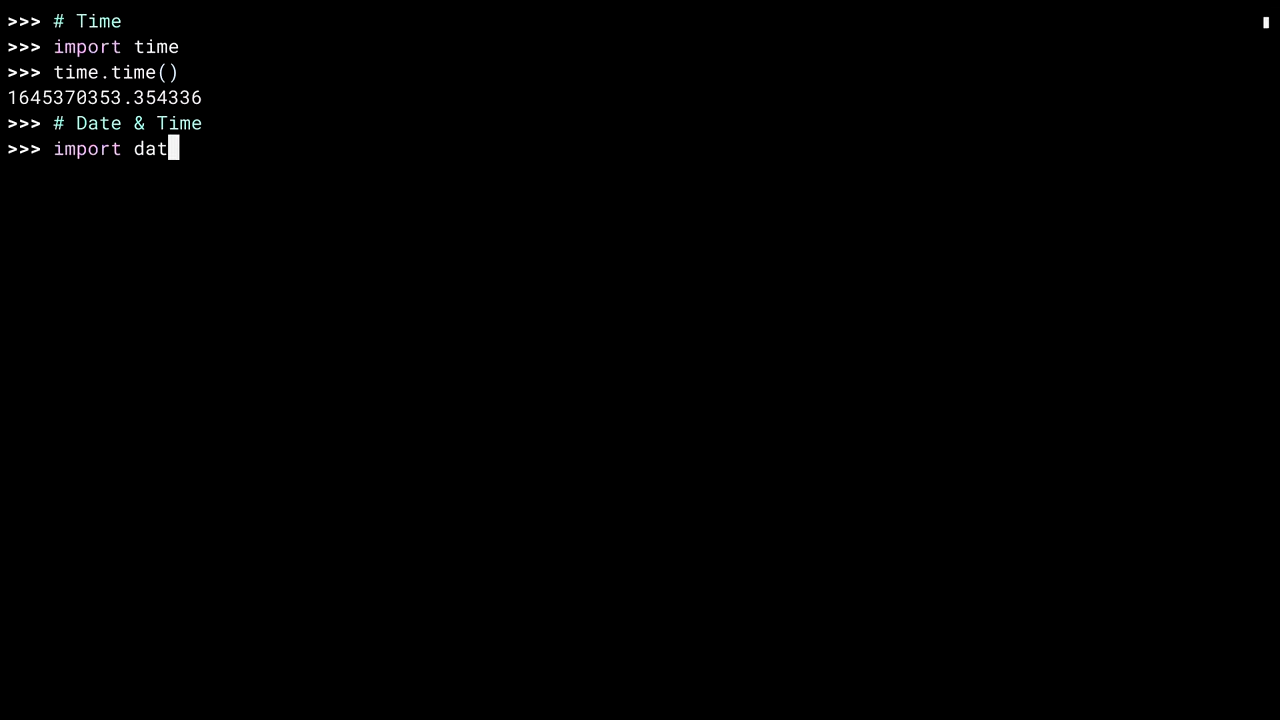 >>> # Time
>>> import time
>>> time.time()
1645370353.354336
>>> # Date & Time
>>> import dat